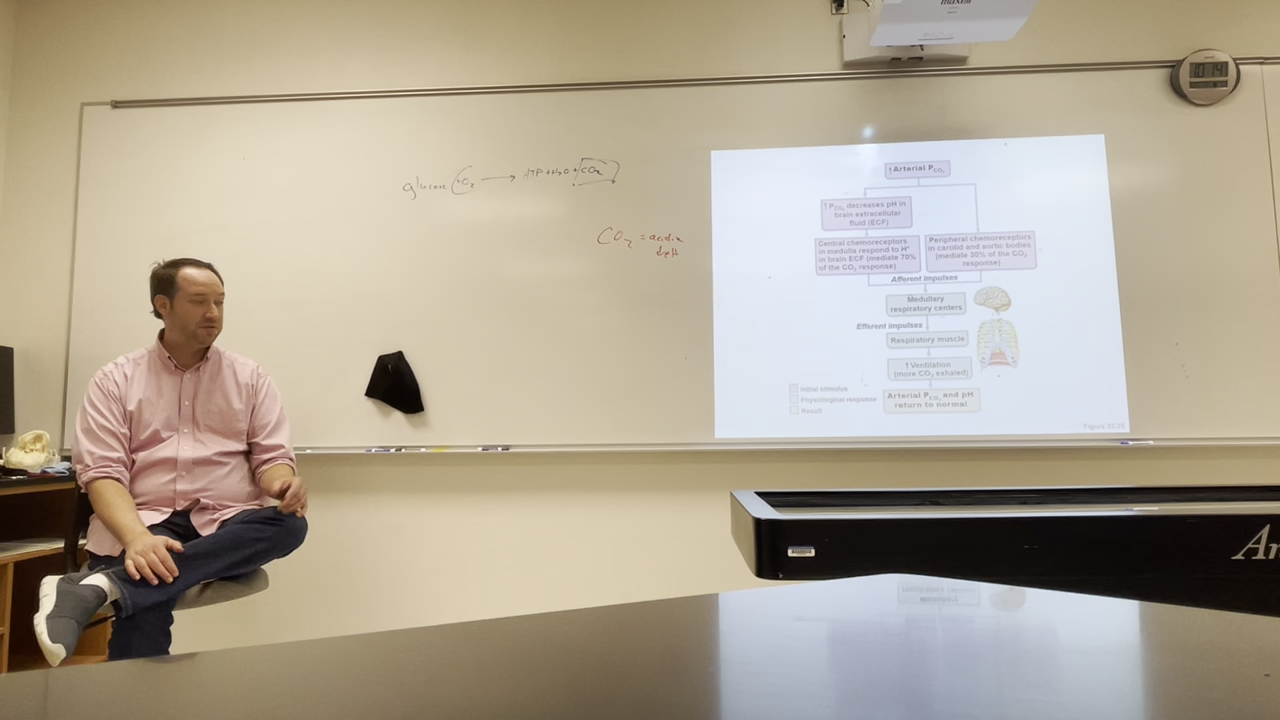 maxell
10 14
glucose + O₂ → ATP + H₂O + CO₂
CO₂ = acidic
↑ Arterial PCO₂
↑ PCO₂ decreases pH in
brain extracellular
fluid (ECF)
Central chemoreceptors
in medulla respond to H⁺
in brain ECF (mediate 70%
of the CO₂ response)
Peripheral chemoreceptors
in carotid and aortic bodies
(mediate 30% of the CO₂
response)
Afferent impulses
Medullary
respiratory centers
Efferent impulses
Respiratory muscle
↑ Ventilation
(more CO₂ exhaled)
Arterial PCO₂ and pH
return to normal
Initial stimulus
Physiological response
Result